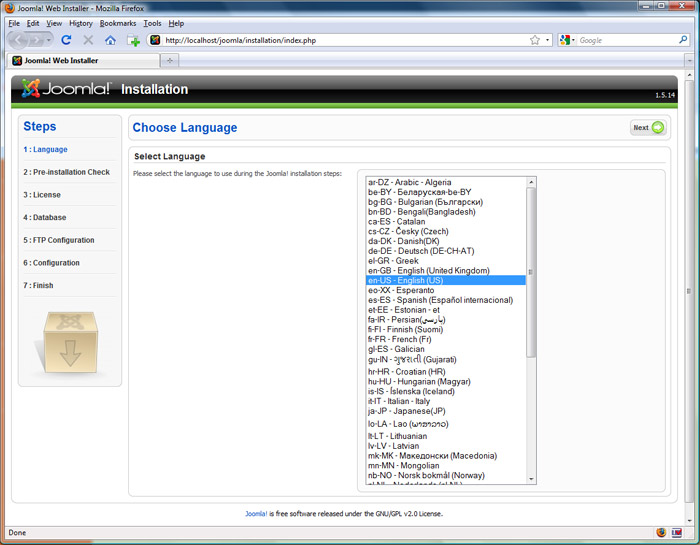 Joomla! Web Installer - Mozilla Firefox
File Edit View History Bookmarks Tools Help
http://localhost/joomla/installation/index.php
Google
Joomla! Web Installer
Joomla! Installation
1.5.14
Steps
1 : Language
2 : Pre-installation Check
3 : License
4 : Database
5 : FTP Configuration
6 : Configuration
7 : Finish
Choose Language
Next
Select Language
Please select the language to use during the Joomla! installation steps:
ar-DZ - Arabic - Algeria
be-BY - Беларуская-be-BY
bg-BG - Bulgarian (Български)
bn-BD - Bengali(Bangladesh)
ca-ES - Catalan
cs-CZ - Česky (Czech)
da-DK - Danish(DK)
de-DE - Deutsch (DE-CH-AT)
el-GR - Greek
en-GB - English (United Kingdom)
en-US - English (US)
eo-XX - Esperanto
es-ES - Spanish (Español internacional)
et-EE - Estonian - et
fa-IR - Persian(پارسی)
fi-FI - Finnish (Suomi)
fr-FR - French (Fr)
gl-ES - Galician
gu-IN - ગુજરાતી (Gujarati)
hr-HR - Croatian (HR)
hu-HU - Hungarian (Magyar)
is-IS - Íslenska (Iceland)
it-IT - Italian - Italy
ja-JP - Japanese(JP)
lo-LA - Lao (ພາສາລາວ)
lt-LT - Lithuanian
lv-LV - Latvian
mk-MK - Македонски (Macedonia)
mn-MN - Mongolian
nb-NO - Norsk bokmål (Norway)
Joomla! is free software released under the GNU/GPL v2.0 License.
Done